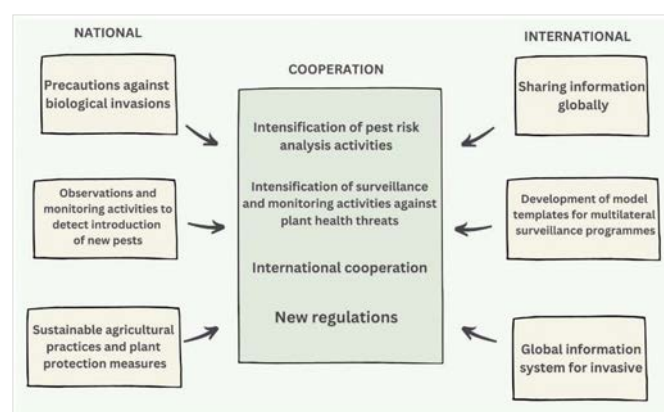 NATIONAL
Precautions against
biological invasions
Observations and
monitoring activities to
detect introduction
of new pests
Sustainable agricultural
practices and plant
protection measures
COOPERATION
Intensification of pest risk
analysis activities
Intensification of surveillance
and monitoring activities against
plant health threats
International cooperation
New regulations
INTERNATIONAL
Sharing information
globally
Development of model
templates for multilateral
surveillance programmes
Global information
system for invasive